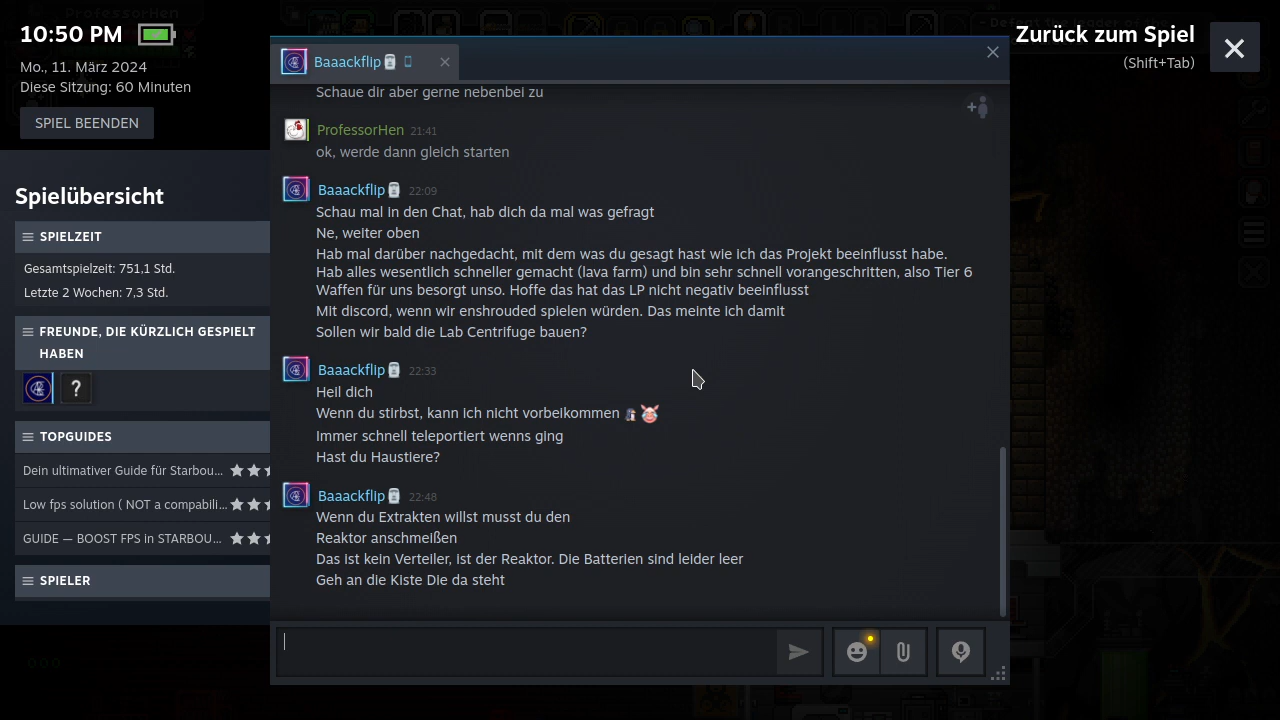 10:50 PM
Mo., 11. März 2024
Diese Sitzung: 60 Minuten
SPIEL BEENDEN
Zurück zum Spiel
(Shift+Tab)
Spielübersicht
SPIELZEIT
Gesamtspielzeit: 751,1 Std.
Letzte 2 Wochen: 7,3 Std.
FREUNDE, DIE KÜRZLICH GESPIELT
HABEN
?
TOPGUIDES
Dein ultimativer Guide für Starbou...
Low fps solution ( NOT a compabili...
GUIDE — BOOST FPS in STARBOU...
SPIELER
Baaackflip
Schaue dir aber gerne nebenbei zu
ProfessorHen 21:41
ok, werde dann gleich starten
Baaackflip 22:09
Schau mal in den Chat, hab dich da mal was gefragt
Ne, weiter oben
Hab mal darüber nachgedacht, mit dem was du gesagt hast wie ich das Projekt beeinflusst habe.
Hab alles wesentlich schneller gemacht (lava farm) und bin sehr schnell vorangeschritten, also Tier 6
Waffen für uns besorgt unso. Hoffe das hat das LP nicht negativ beeinflusst
Mit discord, wenn wir enshrouded spielen würden. Das meinte ich damit
Sollen wir bald die Lab Centrifuge bauen?
Baaackflip 22:33
Heil dich
Wenn du stirbst, kann ich nicht vorbeikommen
Immer schnell teleportiert wenns ging
Hast du Haustiere?
Baaackflip 22:48
Wenn du Extrakten willst musst du den
Reaktor anschmeißen
Das ist kein Verteiler, ist der Reaktor. Die Batterien sind leider leer
Geh an die Kiste Die da steht